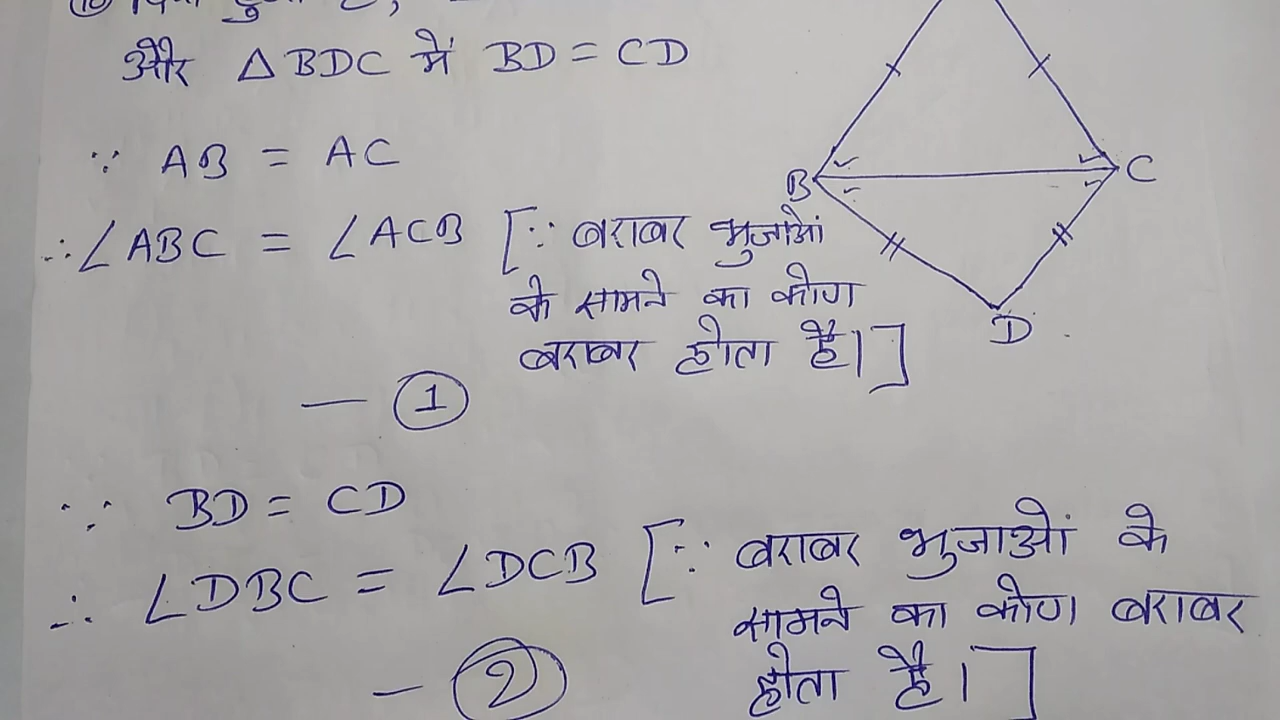 और △BDC में BD = CD
∵ AB = AC
∴ ∠ABC = ∠ACB [∵ बराबर भुजाओं
के सामने का कोण
बराबर होता है।]
— 1
∵ BD = CD
∴ ∠DBC = ∠DCB [∵ बराबर भुजाओं के
सामने का कोण बराबर
होता है।]
— 2
B
C
D